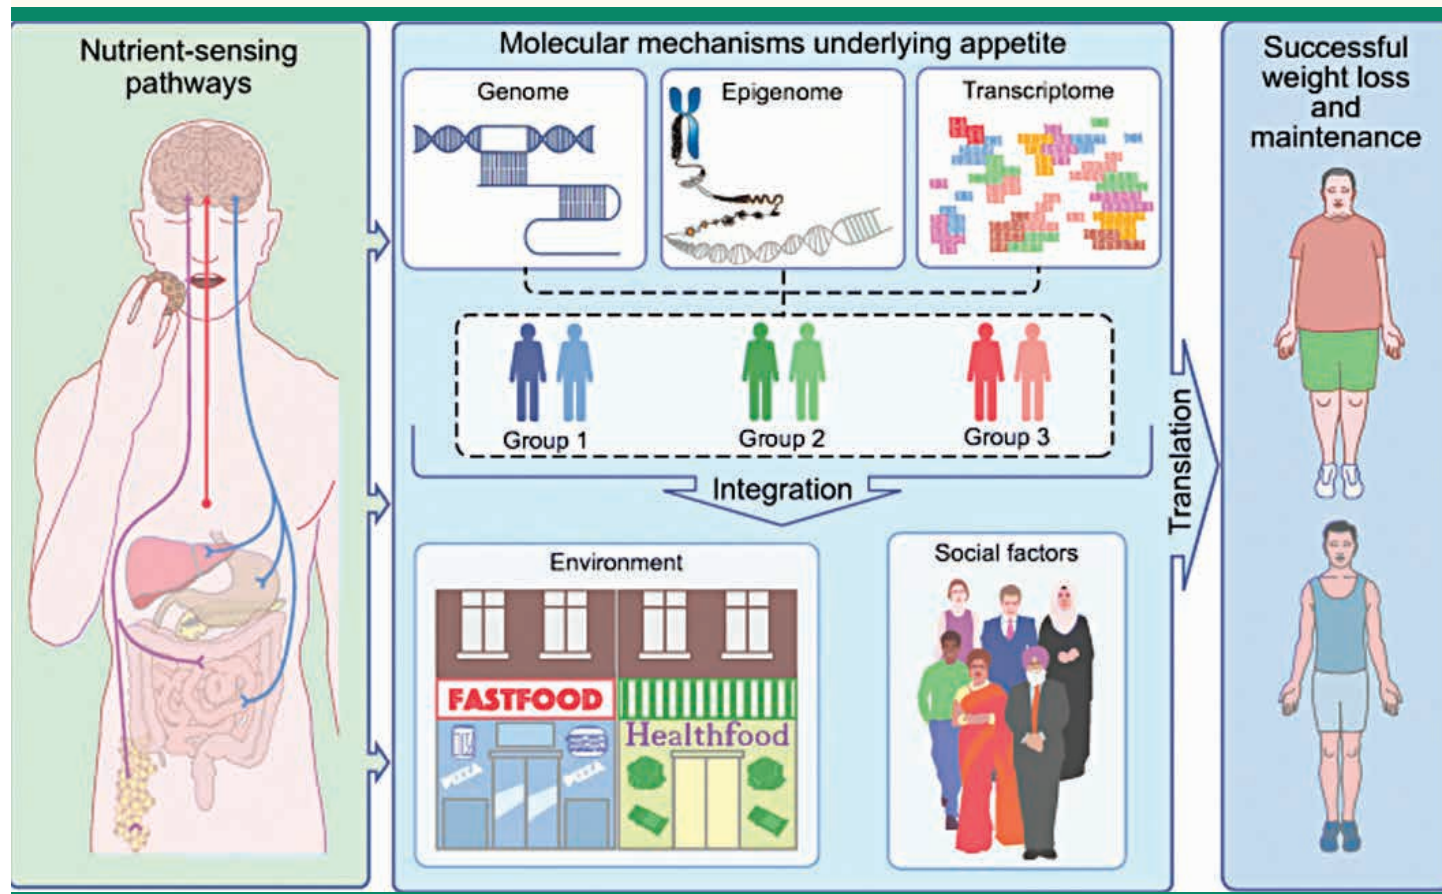 Nutrient-sensing
pathways
Molecular mechanisms underlying appetite
Genome
Epigenome
Transcriptome
Group 1
Group 2
Group 3
Integration
Environment
FASTFOOD
PIZZA
PIZZA
Healthfood
Social factors
Translation
Successful
weight loss
and
maintenance